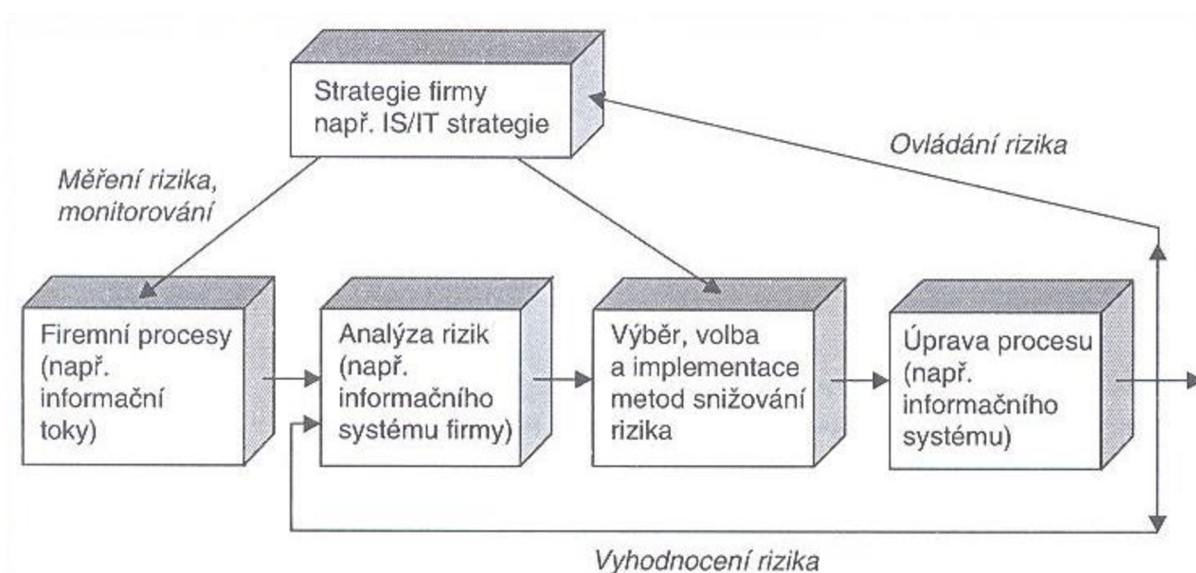 Strategie firmy
např. IS/IT strategie
Ovládání rizika
Měření rizika,
monitorování
Firemní procesy
(např.
informační
toky)
Analýza rizik
(např.
informačního
systému firmy)
Výběr, volba
a implementace
metod snižování
rizika
Úprava procesu
(např.
informačního
systému)
Vyhodnocení rizika